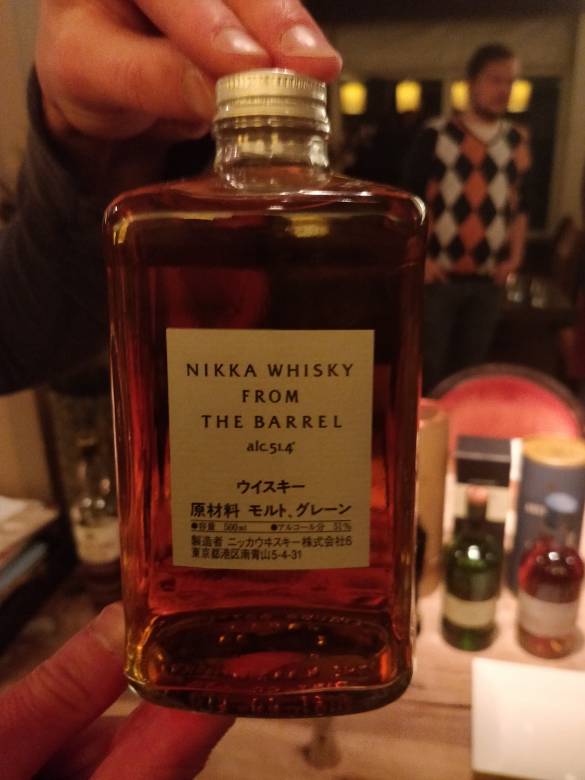 NIKKA WHISKY
FROM
THE BARREL
alc.51.4°
ウイスキー
原材料 モルト、グレーン
●容量 500ml ●アルコール分 51%
製造者 ニッカウヰスキー株式会社6
東京都港区南青山5-4-31